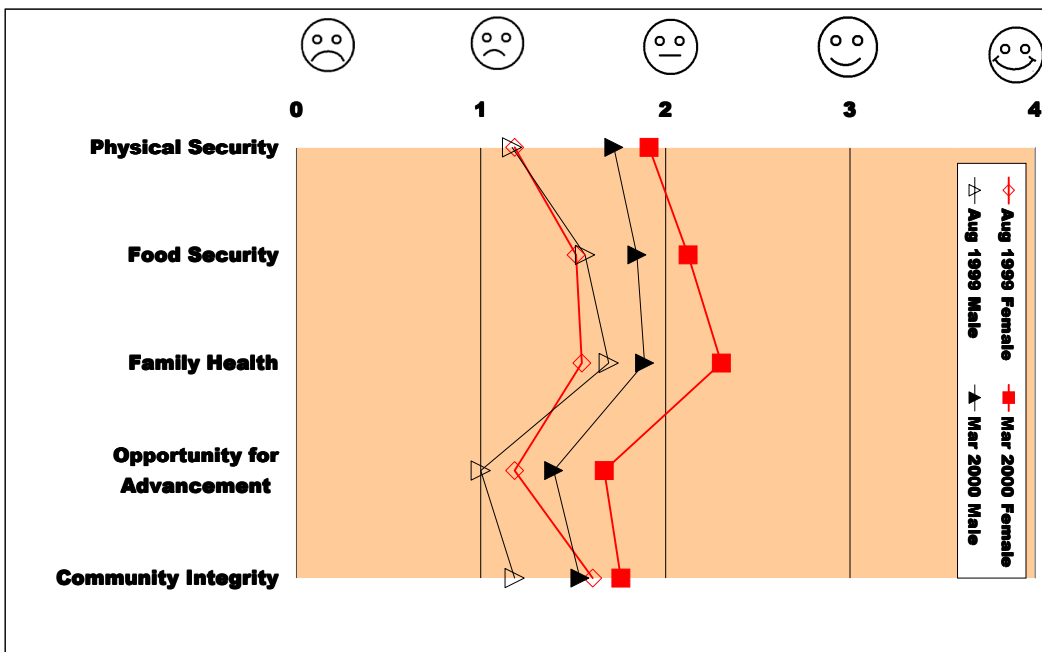 0 1 2 3 4
Physical Security
Food Security
Family Health
Opportunity for
Advancement
Community Integrity
Aug 1999 Female
Mar 2000 Female
Aug 1999 Male
Mar 2000 Male